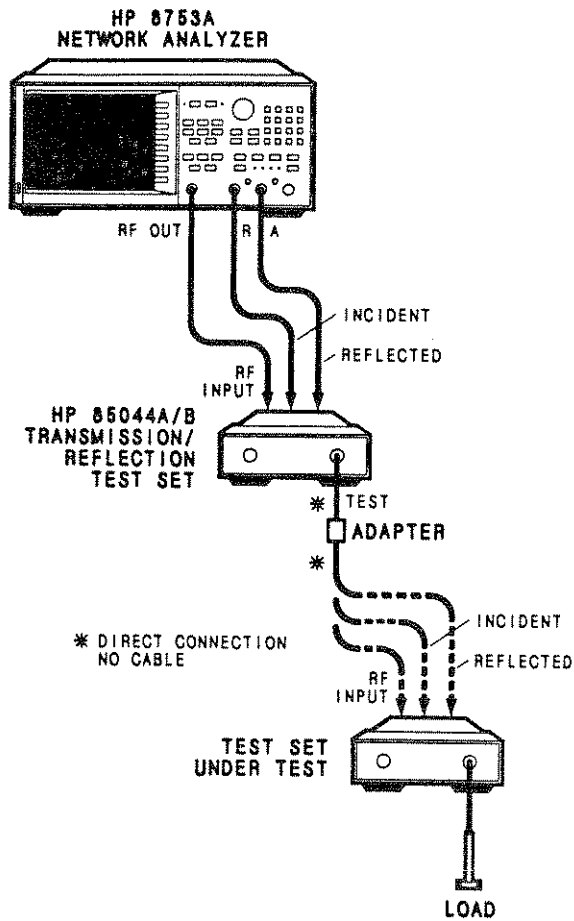 HP 8753A
NETWORK ANALYZER
RF OUT
R
A
INCIDENT
REFLECTED
RF
INPUT
HP 85044A/B
TRANSMISSION/
REFLECTION
TEST SET
✳ TEST
ADAPTER
✳
✳ DIRECT CONNECTION
NO CABLE
INCIDENT
REFLECTED
RF
INPUT
TEST SET
UNDER TEST
LOAD